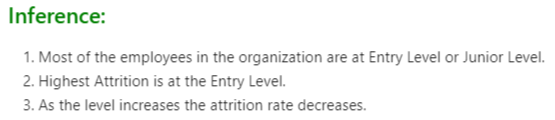 Inference:
1. Most of the employees in the organization are at Entry Level or Junior Level.
2. Highest Attrition is at the Entry Level.
3. As the level increases the attrition rate decreases.